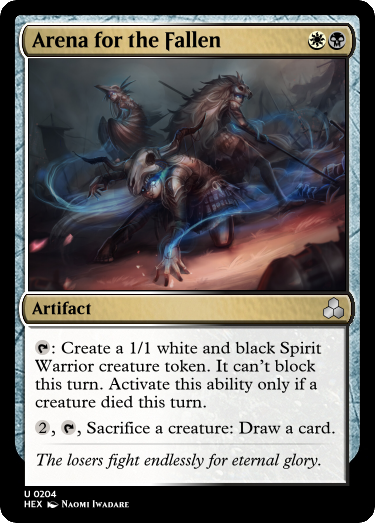 Arena for the Fallen
Artifact
: Create a 1/1 white and black Spirit
Warrior creature token. It can't block
this turn. Activate this ability only if a
creature died this turn.
2, , Sacrifice a creature: Draw a card.
The losers fight endlessly for eternal glory.
U 0204
HEX Naomi Iwadare